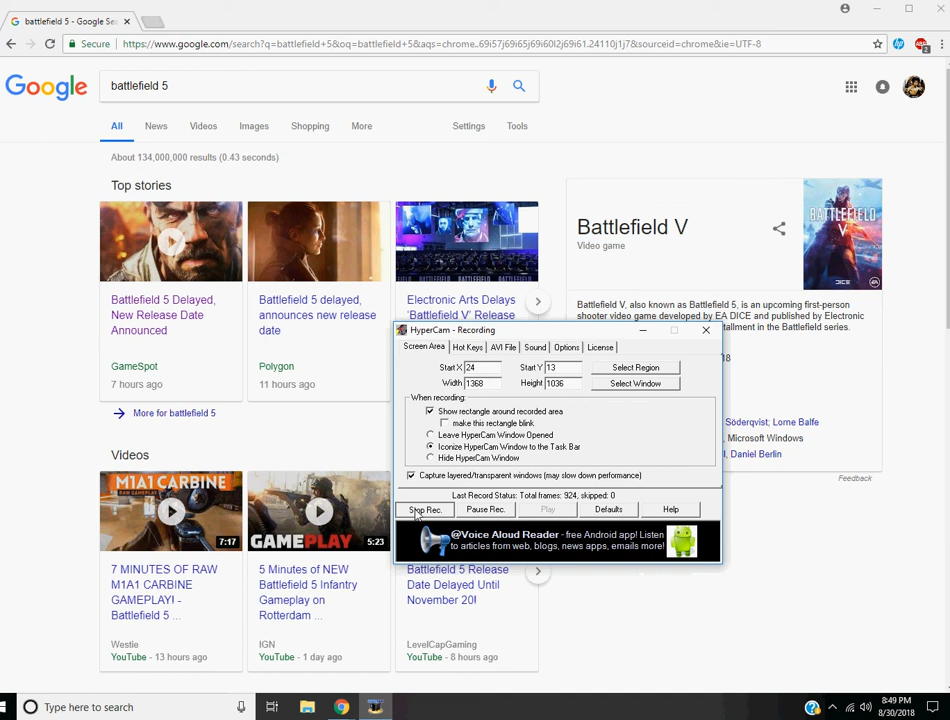 battlefield 5 - Google Sea
Secure
https://www.google.com/search?q=battlefield+5&oq=battlefield+5&aqs=chrome..69i57j69i65j69i60l2j69i61.24110j1j7&sourceid=chrome&ie=UTF-8
2
Google
battlefield 5
All News Videos Images Shopping More Settings Tools
About 134,000,000 results (0.43 seconds)
Top stories
Battlefield 5 Delayed,
New Release Date
Announced
GameSpot
7 hours ago
Battlefield 5 delayed,
announces new release
date
Polygon
11 hours ago
Electronic Arts Delays
'Battlefield V' Release
More for battlefield 5
Battlefield V
Video game
BATTLEFIELD
V
DICE
EA
Battlefield V, also known as Battlefield 5, is an upcoming first-person
shooter video game developed by EA DICE and published by Electronic
tallment in the Battlefield series.
18
Söderqvist; Lorne Balfe
Microsoft Windows
, Daniel Berlin
Feedback
HyperCam - Recording
Screen Area Hot Keys AVI File Sound Options License
Start X 24 Start Y 13 Select Region
Width 1368 Height 1036 Select Window
When recording:
Show rectangle around recorded area
make this rectangle blink
Leave HyperCam Window Opened
Iconize HyperCam Window to the Task Bar
Hide HyperCam Window
Capture layered/transparent windows (may slow down performance)
Last Record Status: Total frames: 924, skipped: 0
Stop Rec. Pause Rec. Play Defaults Help
@Voice Aloud Reader - free Android app! Listen
to articles from web, blogs, news apps, emails more!
Videos
M1A1 CARBINE
RAW GAMEPLAY!
7:17
7 MINUTES OF RAW
M1A1 CARBINE
GAMEPLAY! -
Battlefield 5 ...
Westie
YouTube - 13 hours ago
GAMEPLAY
5:23
5 Minutes of NEW
Battlefield 5 Infantry
Gameplay on
Rotterdam ...
IGN
YouTube - 1 day ago
Battlefield 5 Release
Date Delayed Until
November 20!
LevelCapGaming
YouTube - 8 hours ago
Type here to search
8:49 PM
8/30/2018